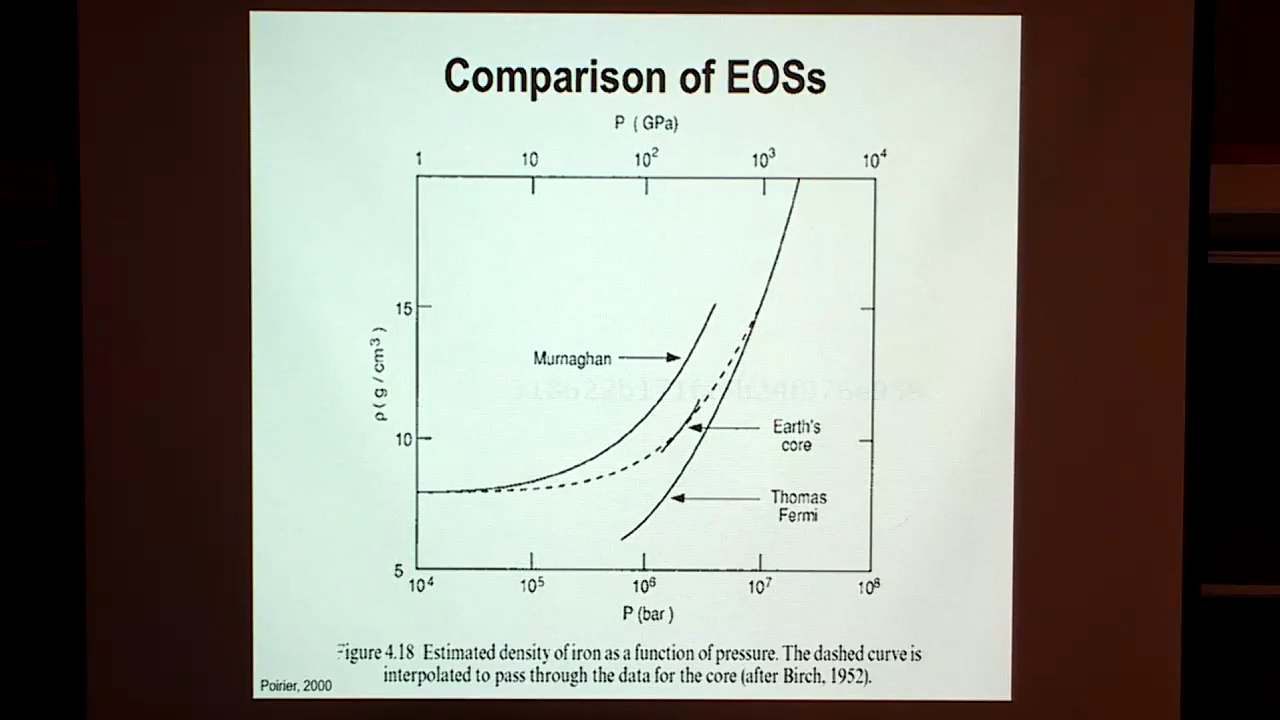 Comparison of EOSs
P (GPa)
1 10 10² 10³ 10⁴
15
Murnaghan
ρ(g/cm³)
10
Earth's
core
Thomas
Fermi
5
10⁴ 10⁵ 10⁶ 10⁷ 10⁸
P (bar)
Figure 4.18 Estimated density of iron as a function of pressure. The dashed curve is
interpolated to pass through the data for the core (after Birch, 1952).
Poirier, 2000